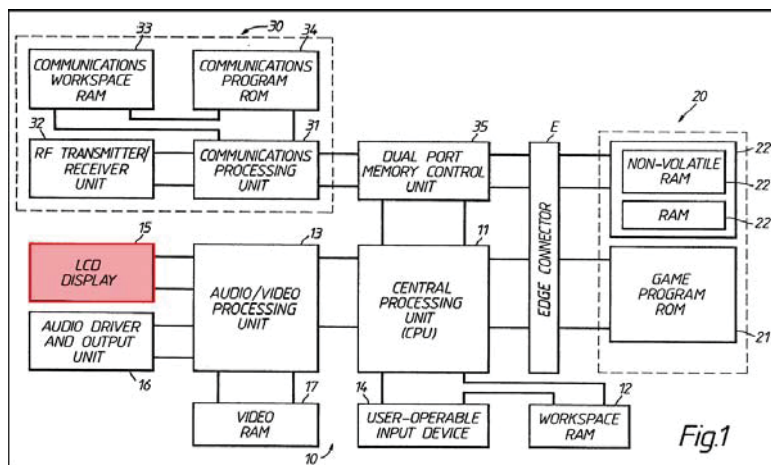 30
33
34
COMMUNICATIONS
WORKSPACE
RAM
COMMUNICATIONS
PROGRAM
ROM
20
32
31
35
E
RF TRANSMITTER/
RECEIVER
UNIT
COMMUNICATIONS
PROCESSING
UNIT
DUAL PORT
MEMORY CONTROL
UNIT
22
NON-VOLATILE
RAM
22
RAM
22
15
13
11
LCD
DISPLAY
AUDIO/VIDEO
PROCESSING
UNIT
CENTRAL
PROCESSING
UNIT
(CPU)
EDGE CONNECTOR
GAME
PROGRAM
ROM
AUDIO DRIVER
AND OUTPUT
UNIT
21
16
17
14
12
VIDEO
RAM
USER-OPERABLE
INPUT DEVICE
WORKSPACE
RAM
10
Fig.1